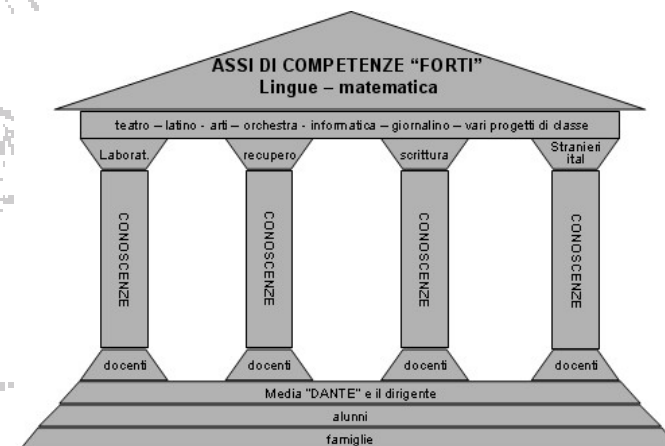 ASSI DI COMPETENZE “FORTI”
Lingue – matematica
teatro – latino - arti – orchestra - informatica – giornalino – vari progetti di classe
Laborat.
recupero
scrittura
Stranieri
ital
CONOSCENZE
CONOSCENZE
CONOSCENZE
CONOSCENZE
docenti
docenti
docenti
docenti
Media "DANTE" e il dirigente
alunni
famiglie